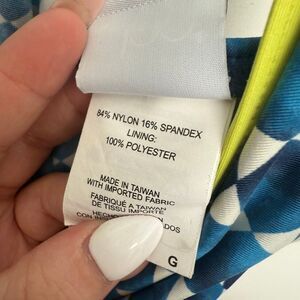 84% NYLON 16% SPANDEX
LINING:
100% POLYESTER
MADE IN TAIWAN
WITH IMPORTED FABRIC
FABRIQUÉ A TAIWAN
DE TISSU IMPORTÉ
G